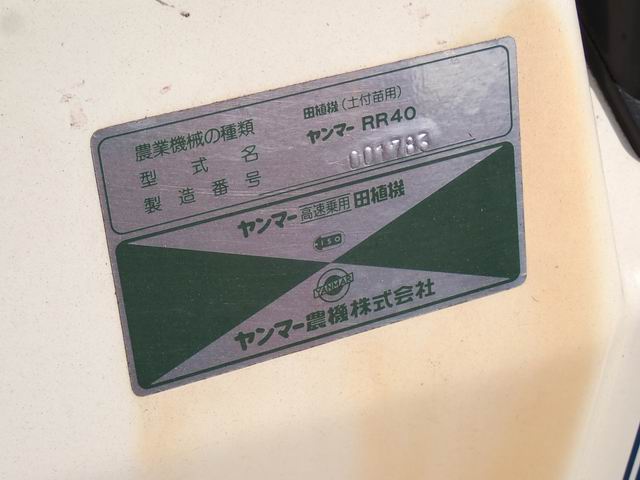 農業機械の種類 田植機(土付苗用)
型式名 ヤンマー RR40
製造番号 001783
ヤンマー高速乗用田植機
ISO
YANMAR
ヤンマー農機株式会社